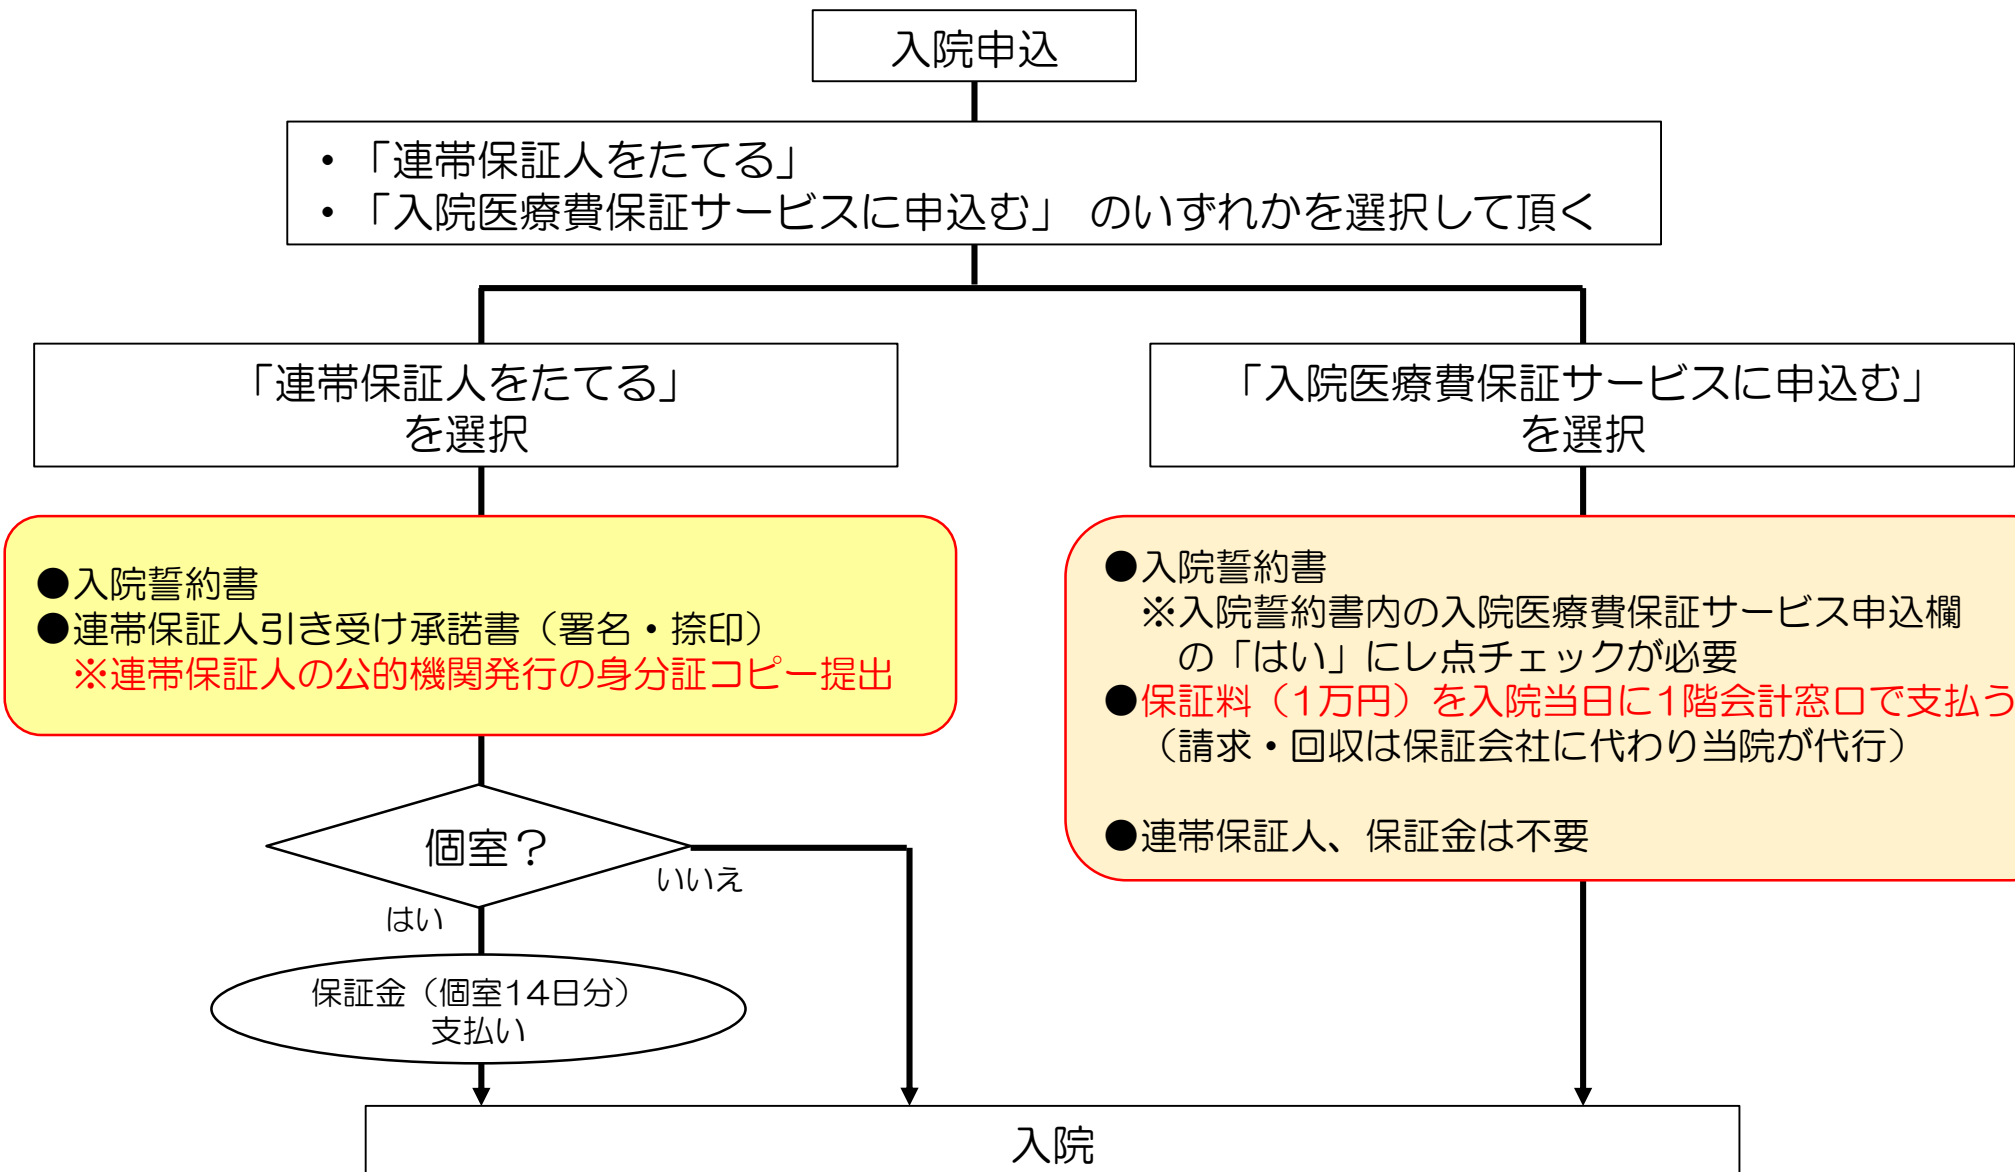 入院申込
・「連帯保証人をたてる」
・「入院医療費保証サービスに申込む」 のいずれかを選択して頂く
「連帯保証人をたてる」
を選択
●入院誓約書
●連帯保証人引き受け承諾書（署名・捺印）
※連帯保証人の公的機関発行の身分証コピー提出
個室？
いいえ
はい
保証金（個室14日分）
支払い
「入院医療費保証サービスに申込む」
を選択
●入院誓約書
※入院誓約書内の入院医療費保証サービス申込欄
の「はい」にレ点チェックが必要
●保証料（1万円）を入院当日に1階会計窓口で支払う
（請求・回収は保証会社に代わり当院が代行）
●連帯保証人、保証金は不要
入院